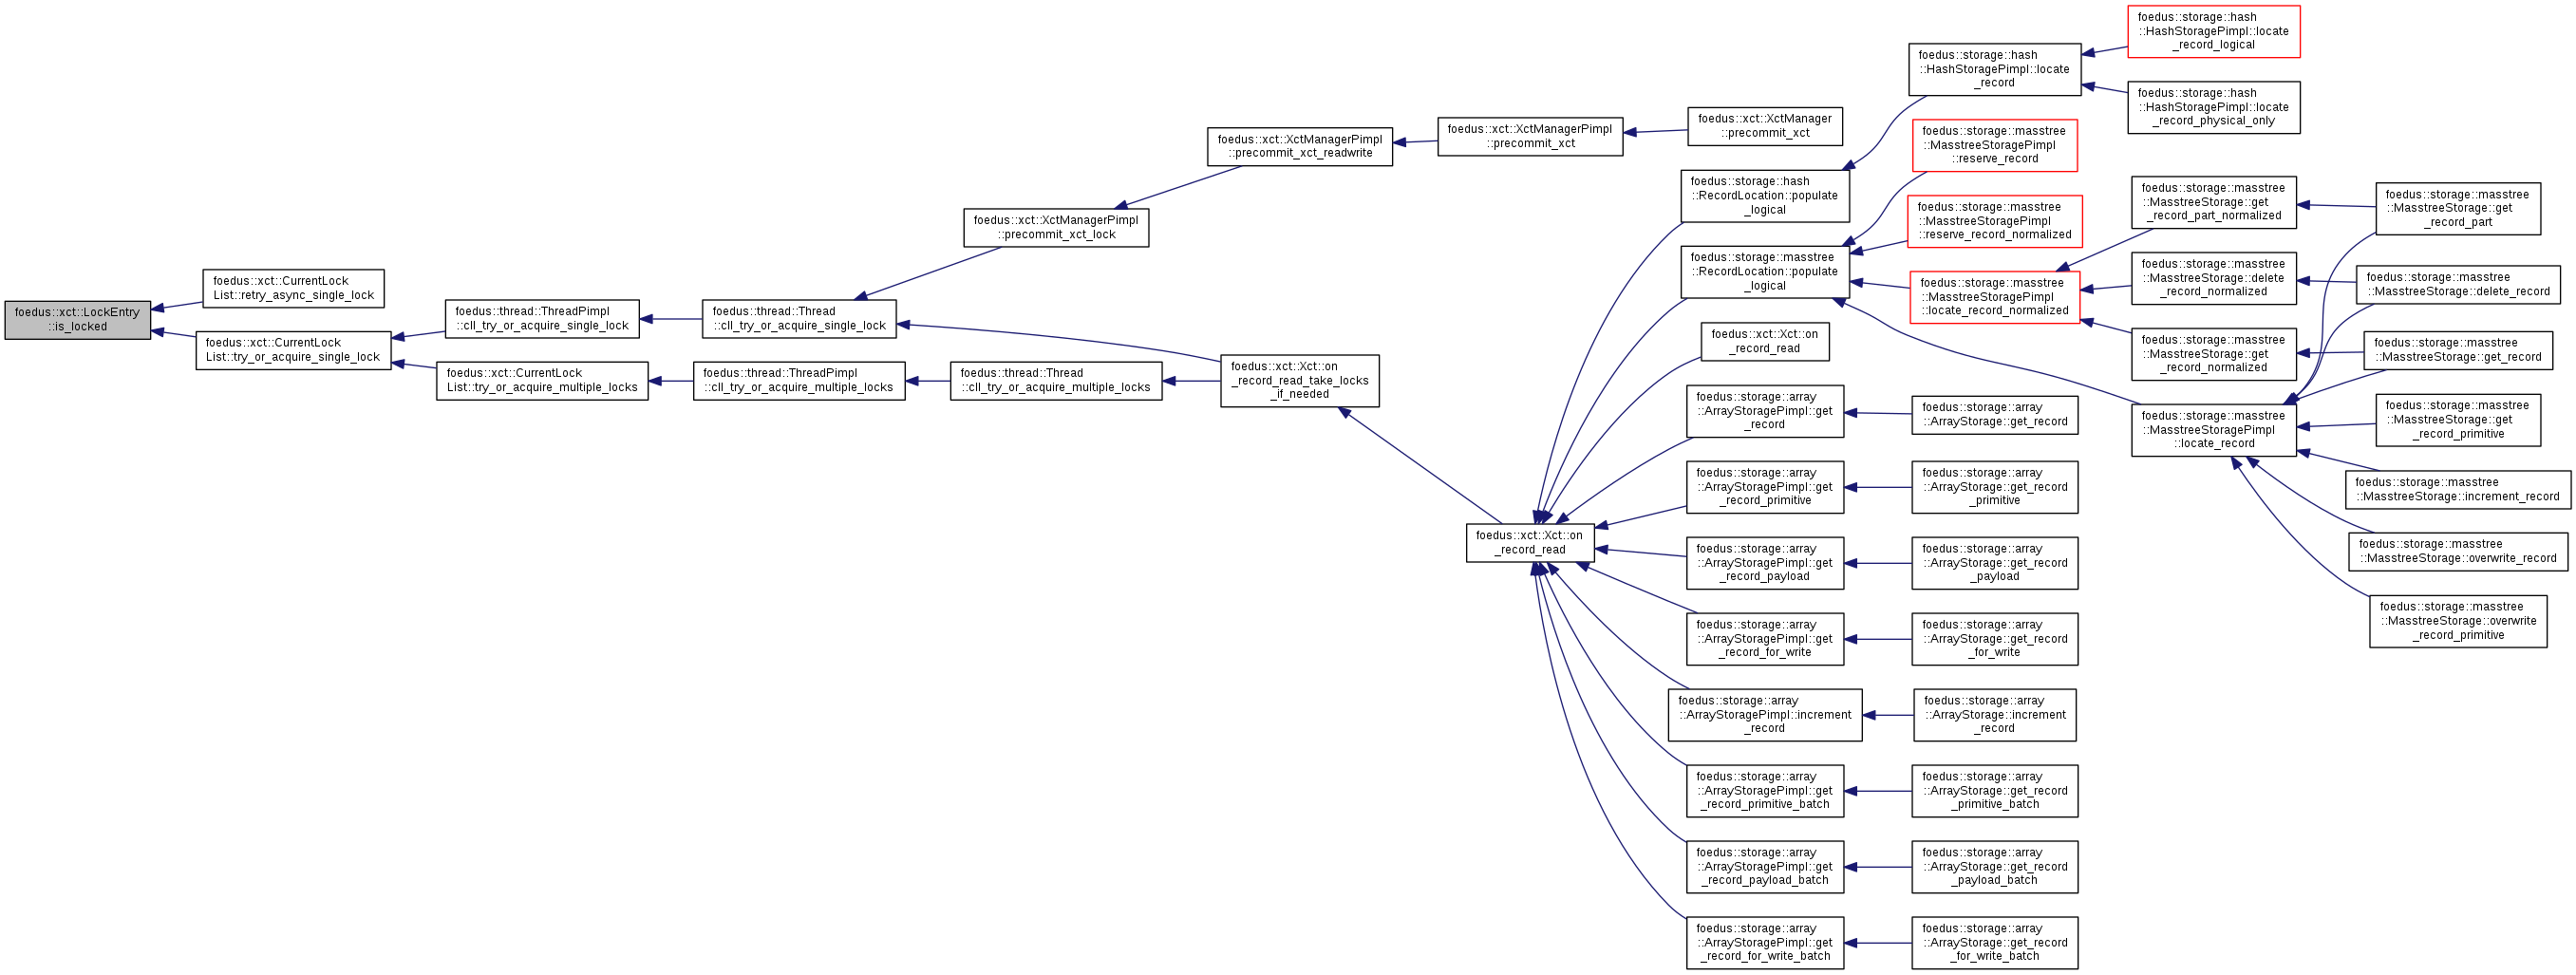 foedus::xct::LockEntry
::is_locked
foedus::xct::CurrentLock
List::retry_async_single_lock
foedus::xct::CurrentLock
List::try_or_acquire_single_lock
foedus::thread::ThreadPimpl
::cll_try_or_acquire_single_lock
foedus::xct::CurrentLock
List::try_or_acquire_multiple_locks
foedus::thread::Thread
::cll_try_or_acquire_single_lock
foedus::thread::ThreadPimpl
::cll_try_or_acquire_multiple_locks
foedus::xct::XctManagerPimpl
::precommit_xct_lock
foedus::thread::Thread
::cll_try_or_acquire_multiple_locks
foedus::xct::XctManagerPimpl
::precommit_xct_readwrite
foedus::xct::Xct::on
_record_read_take_locks
_if_needed
foedus::xct::XctManagerPimpl
::precommit_xct
foedus::xct::XctManager
::precommit_xct
foedus::xct::Xct::on
_record_read
foedus::storage::hash
::RecordLocation::populate
_logical
foedus::storage::masstree
::RecordLocation::populate
_logical
foedus::xct::Xct::on
_record_read
foedus::storage::array
::ArrayStoragePimpl::get
_record
foedus::storage::array
::ArrayStoragePimpl::get
_record_primitive
foedus::storage::array
::ArrayStoragePimpl::get
_record_payload
foedus::storage::array
::ArrayStoragePimpl::get
_record_for_write
foedus::storage::array
::ArrayStoragePimpl::increment
_record
foedus::storage::array
::ArrayStoragePimpl::get
_record_primitive_batch
foedus::storage::array
::ArrayStoragePimpl::get
_record_payload_batch
foedus::storage::array
::ArrayStoragePimpl::get
_record_for_write_batch
foedus::storage::hash
::HashStoragePimpl::locate
_record
foedus::storage::masstree
::MasstreeStoragePimpl
::reserve_record
foedus::storage::masstree
::MasstreeStoragePimpl
::reserve_record_normalized
foedus::storage::masstree
::MasstreeStoragePimpl
::locate_record_normalized
foedus::storage::array
::ArrayStorage::get_record
foedus::storage::array
::ArrayStorage::get_record
_primitive
foedus::storage::array
::ArrayStorage::get_record
_payload
foedus::storage::array
::ArrayStorage::get_record
_for_write
foedus::storage::array
::ArrayStorage::increment
_record
foedus::storage::array
::ArrayStorage::get_record
_primitive_batch
foedus::storage::array
::ArrayStorage::get_record
_payload_batch
foedus::storage::array
::ArrayStorage::get_record
_for_write_batch
foedus::storage::hash
::HashStoragePimpl::locate
_record_logical
foedus::storage::hash
::HashStoragePimpl::locate
_record_physical_only
foedus::storage::masstree
::MasstreeStorage::get
_record_part_normalized
foedus::storage::masstree
::MasstreeStorage::delete
_record_normalized
foedus::storage::masstree
::MasstreeStorage::get
_record_normalized
foedus::storage::masstree
::MasstreeStoragePimpl
::locate_record
foedus::storage::masstree
::MasstreeStorage::get
_record_part
foedus::storage::masstree
::MasstreeStorage::delete_record
foedus::storage::masstree
::MasstreeStorage::get_record
foedus::storage::masstree
::MasstreeStorage::get
_record_primitive
foedus::storage::masstree
::MasstreeStorage::increment_record
foedus::storage::masstree
::MasstreeStorage::overwrite_record
foedus::storage::masstree
::MasstreeStorage::overwrite
_record_primitive